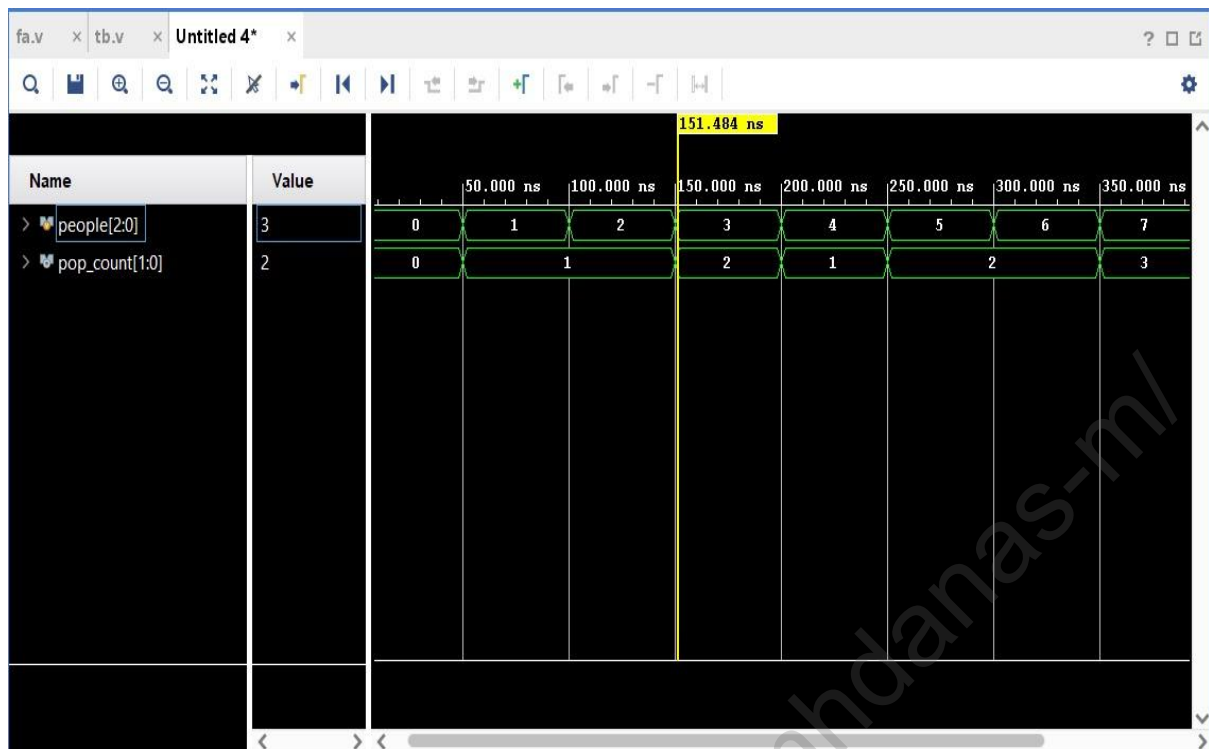 fa.v × tb.v × Untitled 4* ×
151.484 ns
Name Value
50.000 ns 100.000 ns 150.000 ns 200.000 ns 250.000 ns 300.000 ns 350.000 ns
people[2:0] 3 0 1 2 3 4 5 6 7
pop_count[1:0] 2 0 1 2 1 2 3